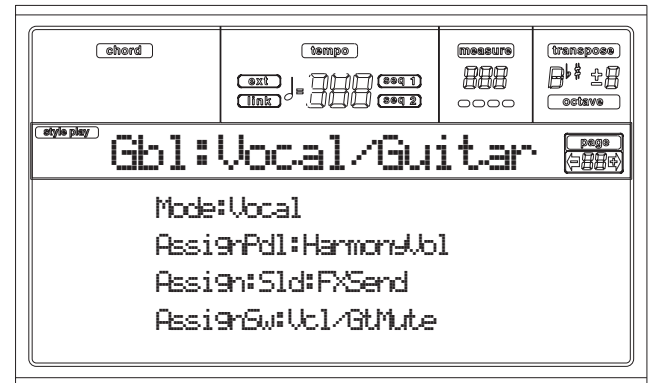 chord
tempo
measure
transpose
ext
seq 1
link
seq 2
octave
style play
Gbl:Vocal/Guitar
page
Mode:Vocal
AssignPdl:HarmonyVol
Assign:Sld:FXSend
AssignSw:Vcl/GtMute